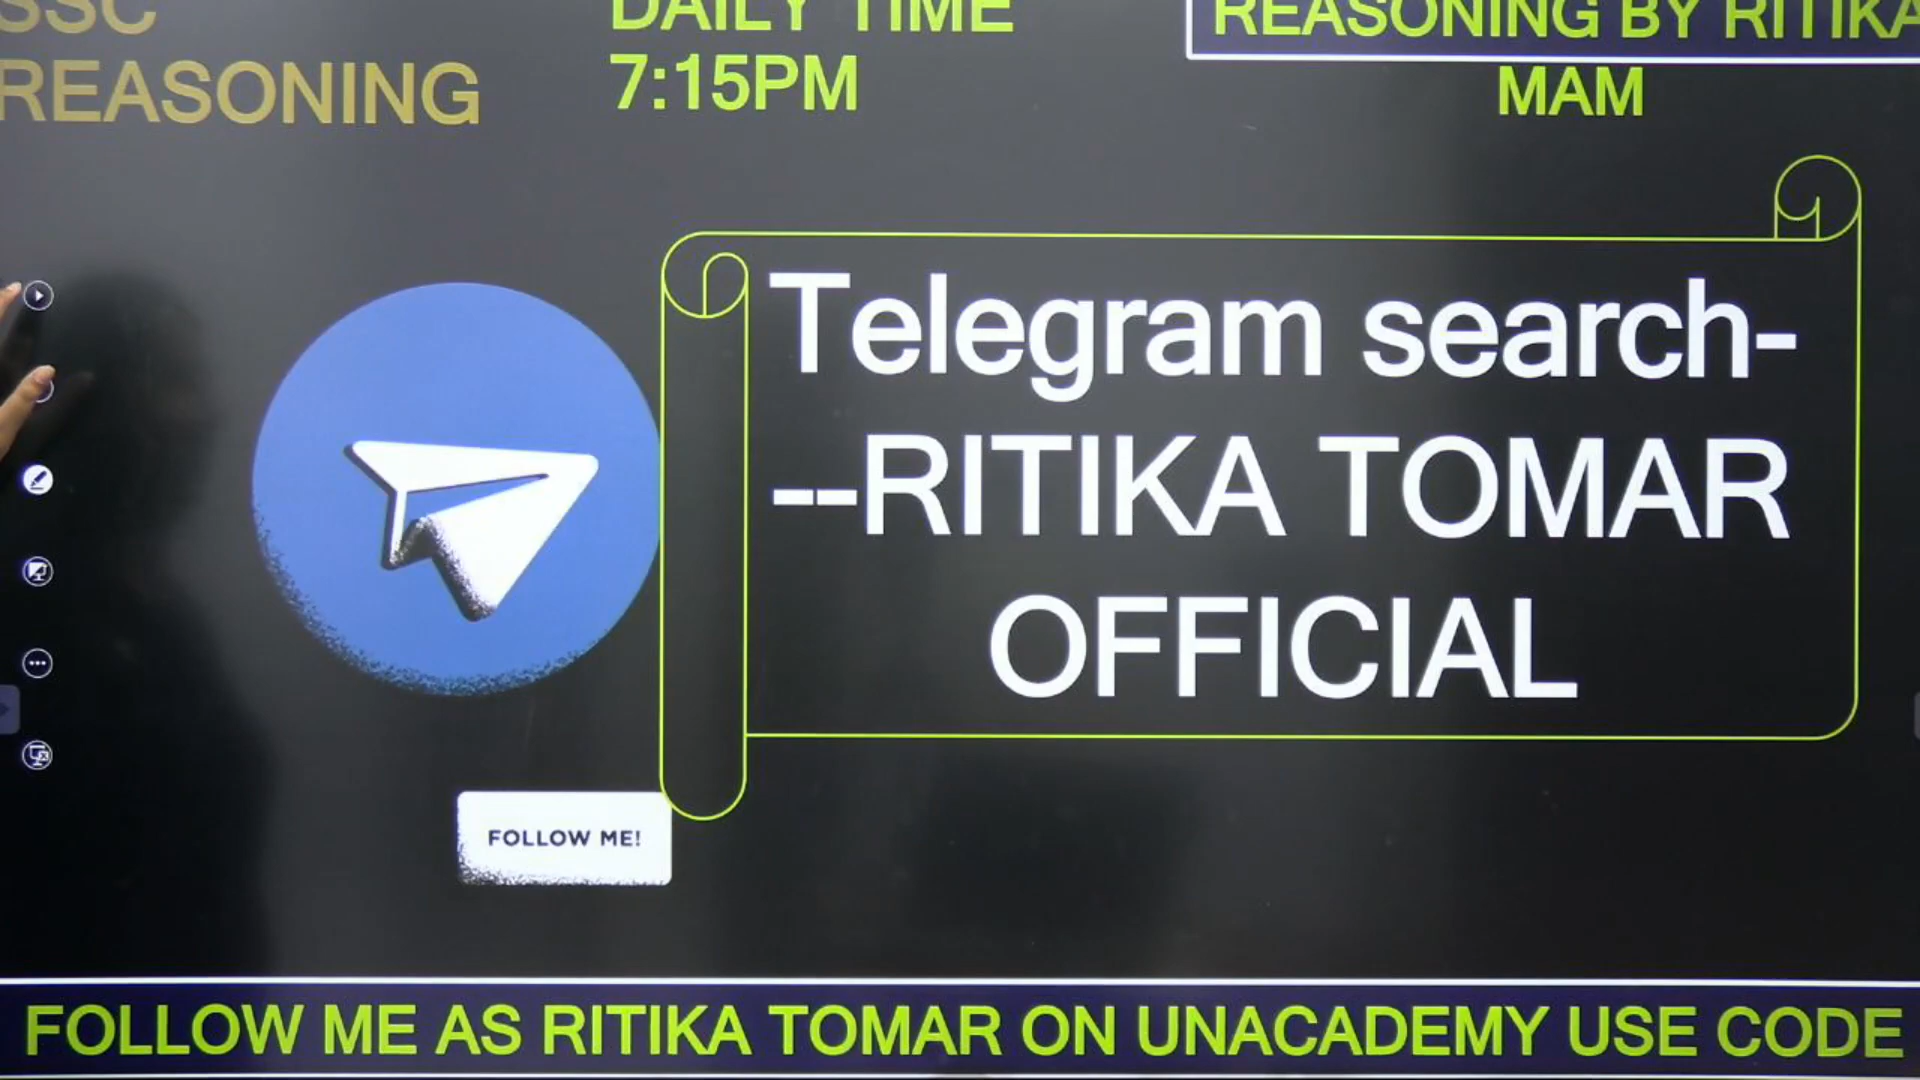 SSC
REASONING
DAILY TIME
7:15PM
REASONING BY RITIKA
MAM
Telegram search-
--RITIKA TOMAR
OFFICIAL
FOLLOW ME!
FOLLOW ME AS RITIKA TOMAR ON UNACADEMY USE CODE